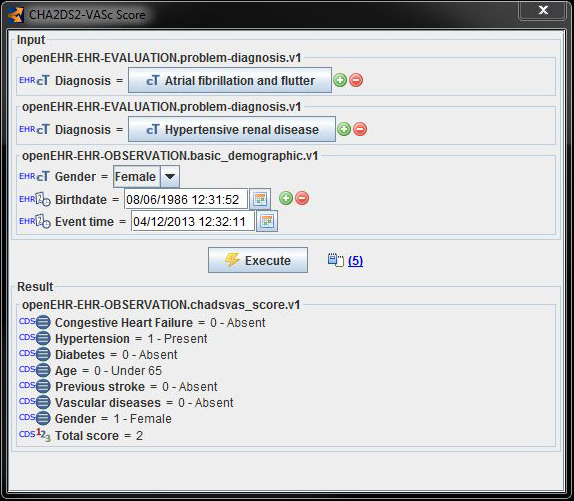 CHA2DS2-VASc Score
Input
openEHR-EHR-EVALUATION.problem-diagnosis.v1
EHR cT Diagnosis = cT Atrial fibrillation and flutter
openEHR-EHR-EVALUATION.problem-diagnosis.v1
EHR cT Diagnosis = cT Hypertensive renal disease
openEHR-EHR-OBSERVATION.basic_demographic.v1
EHR cT Gender = Female
EHR Birthdate = 08/06/1986 12:31:52
EHR Event time = 04/12/2013 12:32:11
Execute (5)
Result
openEHR-EHR-OBSERVATION.chadsvas_score.v1
CDS Congestive Heart Failure = 0 - Absent
CDS Hypertension = 1 - Present
CDS Diabetes = 0 - Absent
CDS Age = 0 - Under 65
CDS Previous stroke = 0 - Absent
CDS Vascular diseases = 0 - Absent
CDS Gender = 1 - Female
CDS 123 Total score = 2